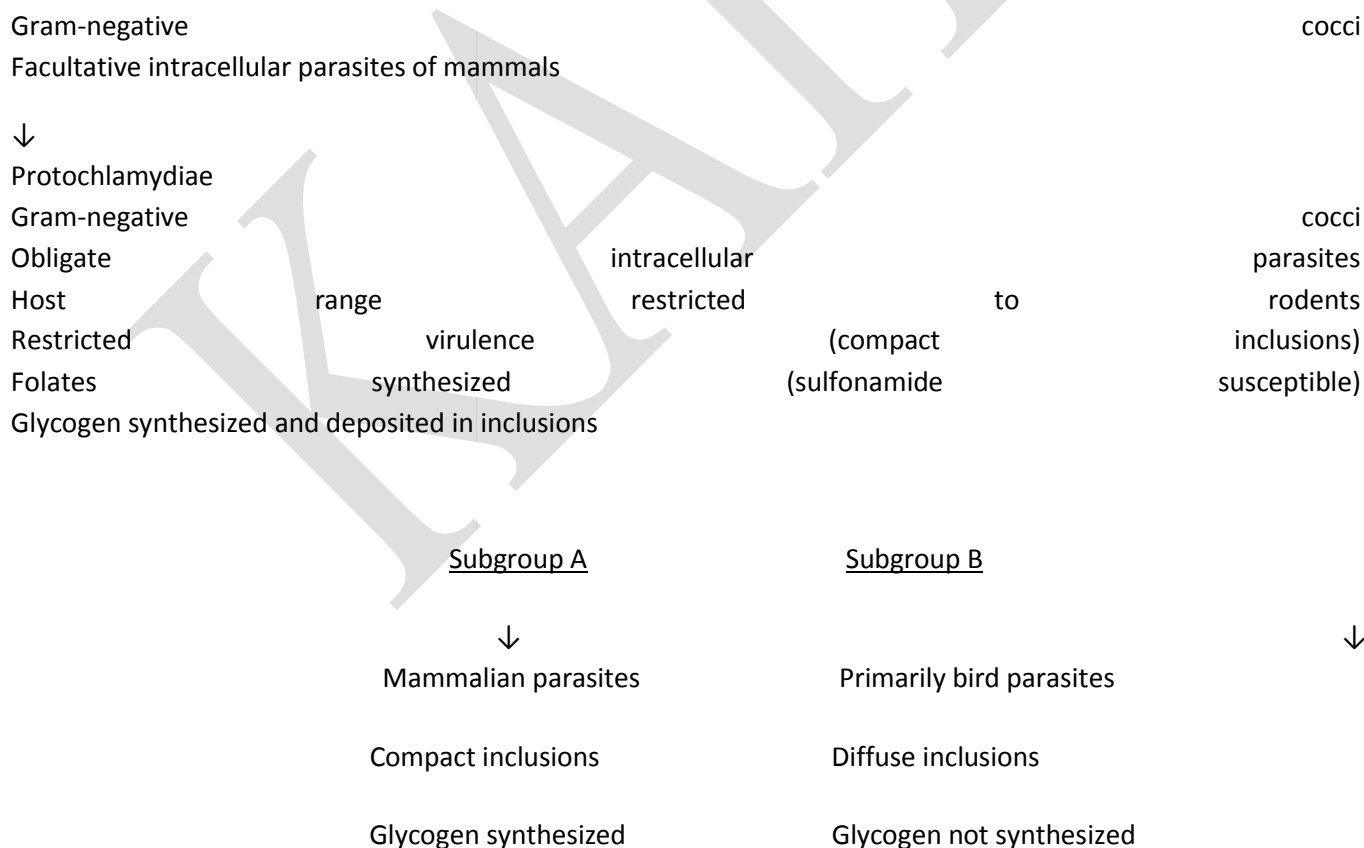 Gram-negative cocci
Facultative intracellular parasites of mammals
↓
Protochlamydiae
Gram-negative cocci
Obligate intracellular parasites
Host range restricted to rodents
Restricted virulence (compact inclusions)
Folates synthesized (sulfonamide susceptible)
Glycogen synthesized and deposited in inclusions
Subgroup A Subgroup B
↓ ↓
Mammalian parasites Primarily bird parasites
Compact inclusions Diffuse inclusions
Glycogen synthesized Glycogen not synthesized